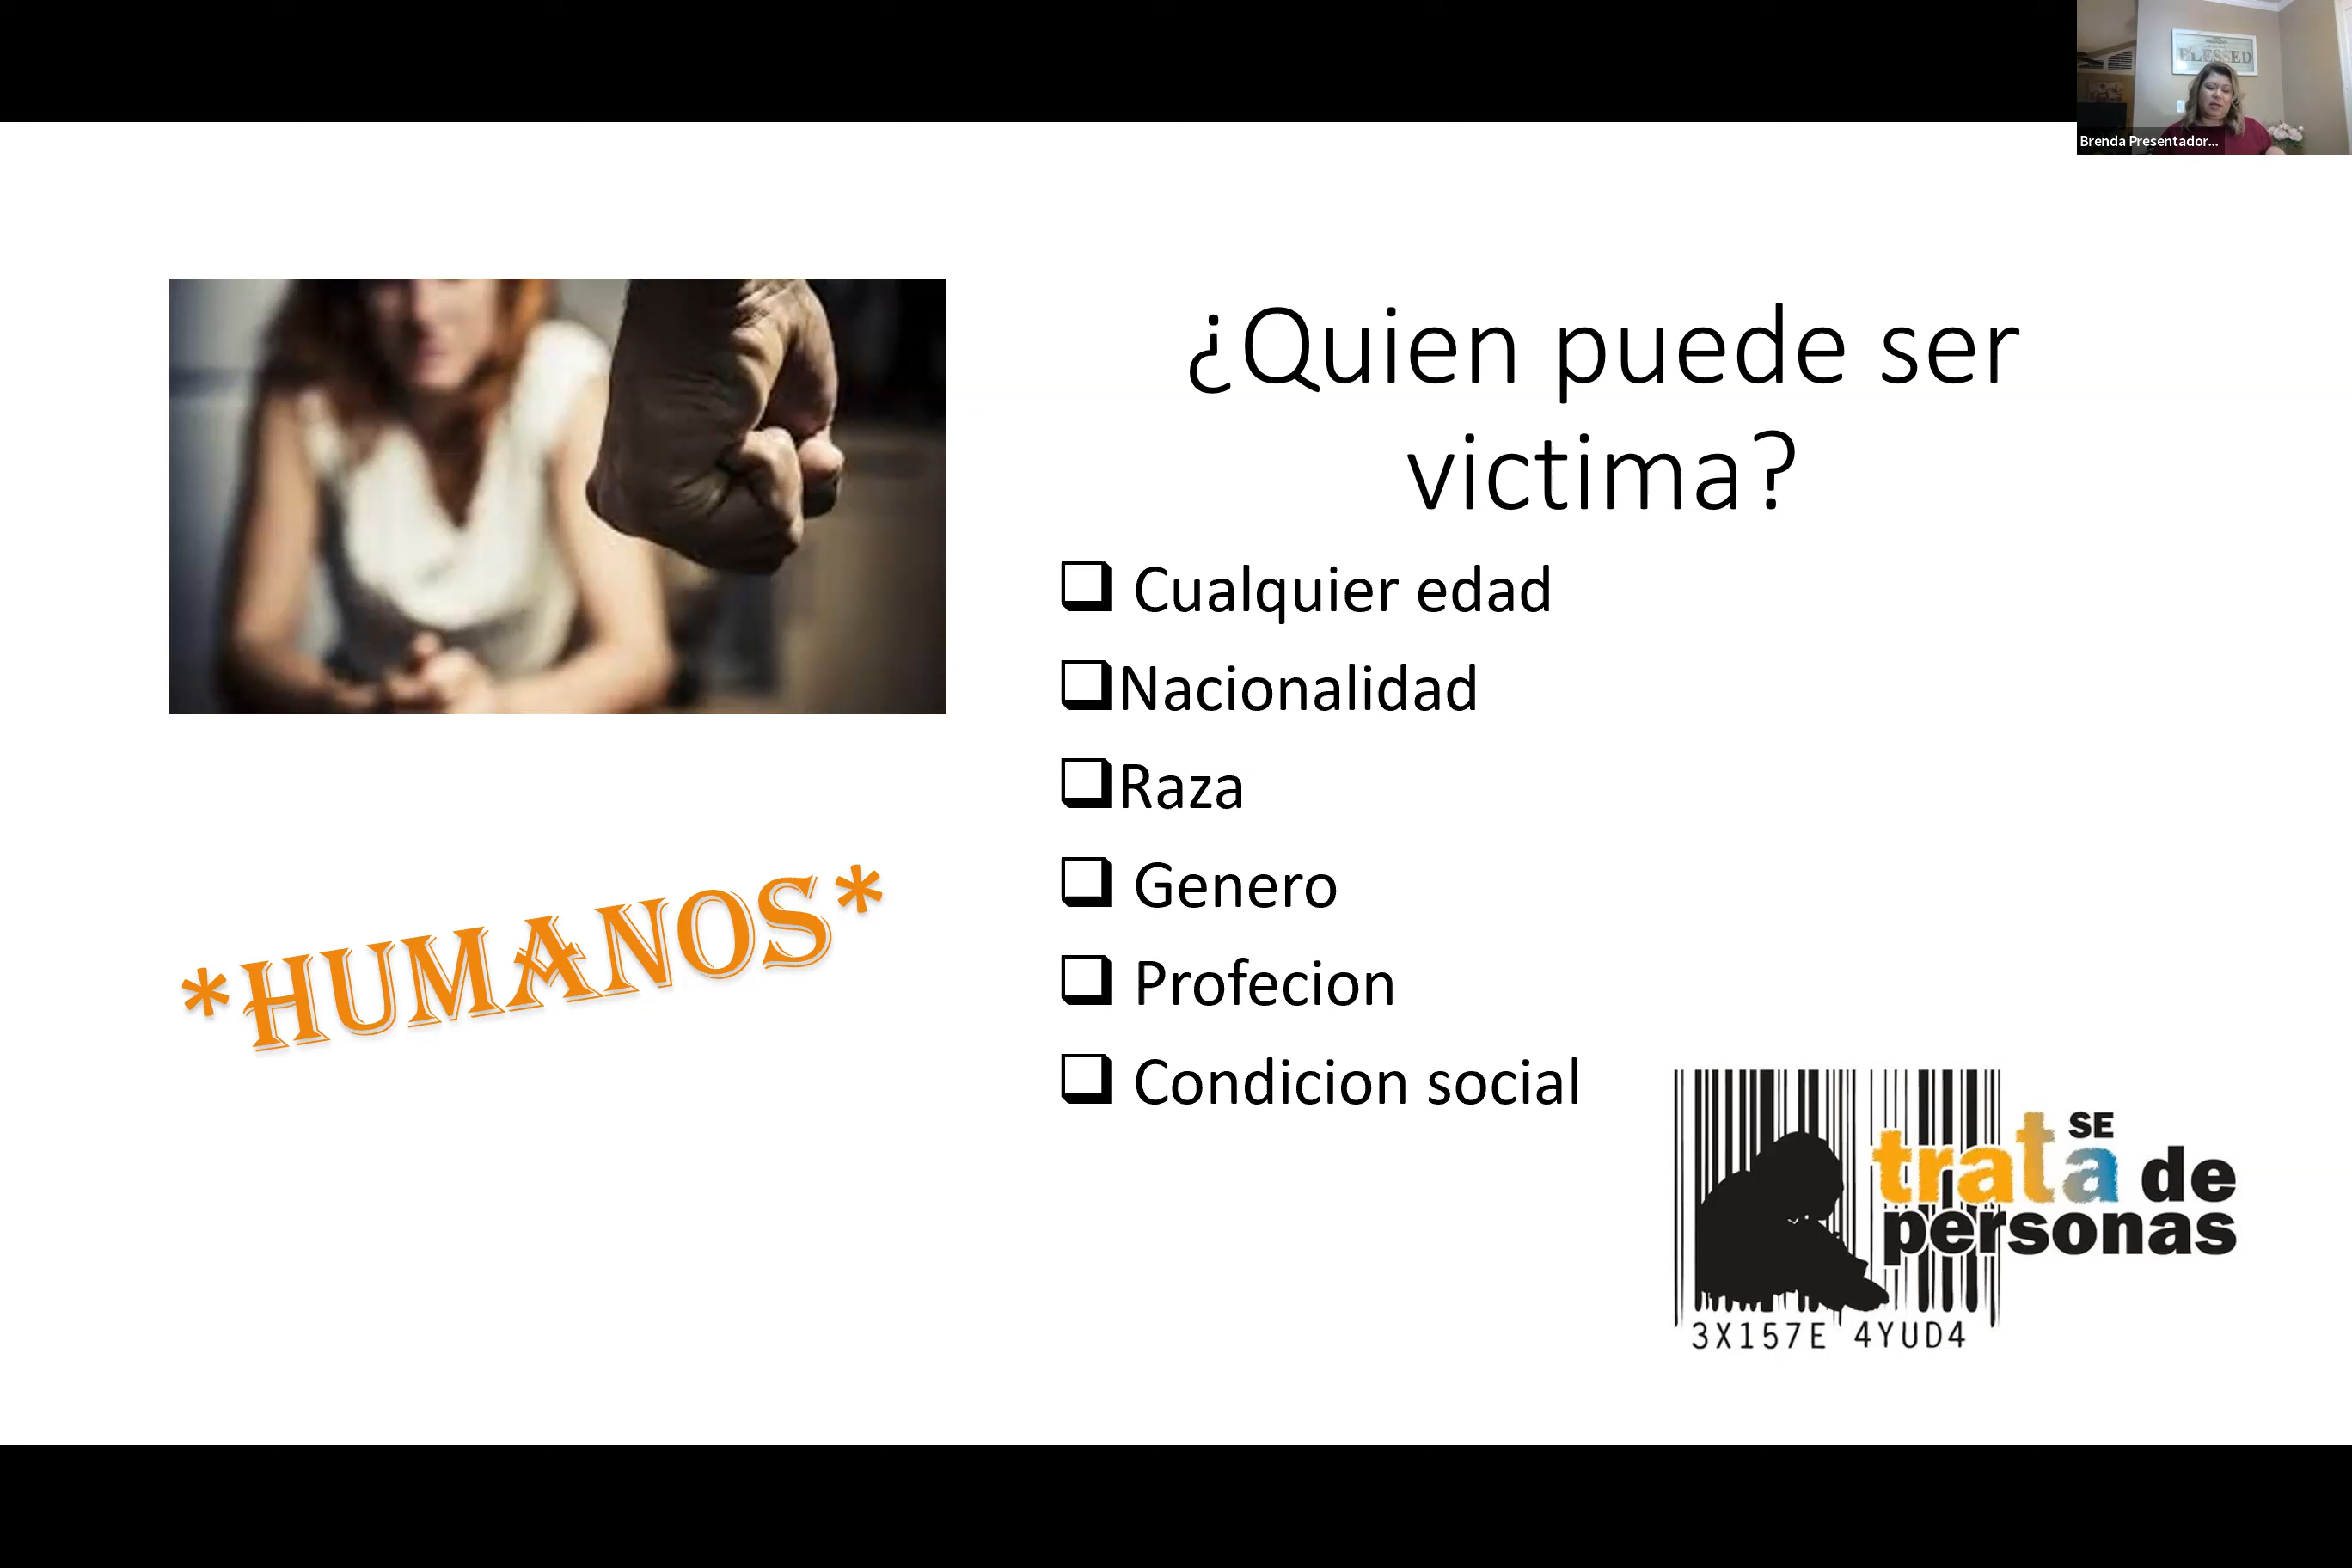 BLESSED
Brenda Presentador...
¿Quien puede ser
victima?
Cualquier edad
Nacionalidad
Raza
Genero
Profecion
Condicion social
*HUMANOS*
SE
trata de
personas
3X157E 4YUD4